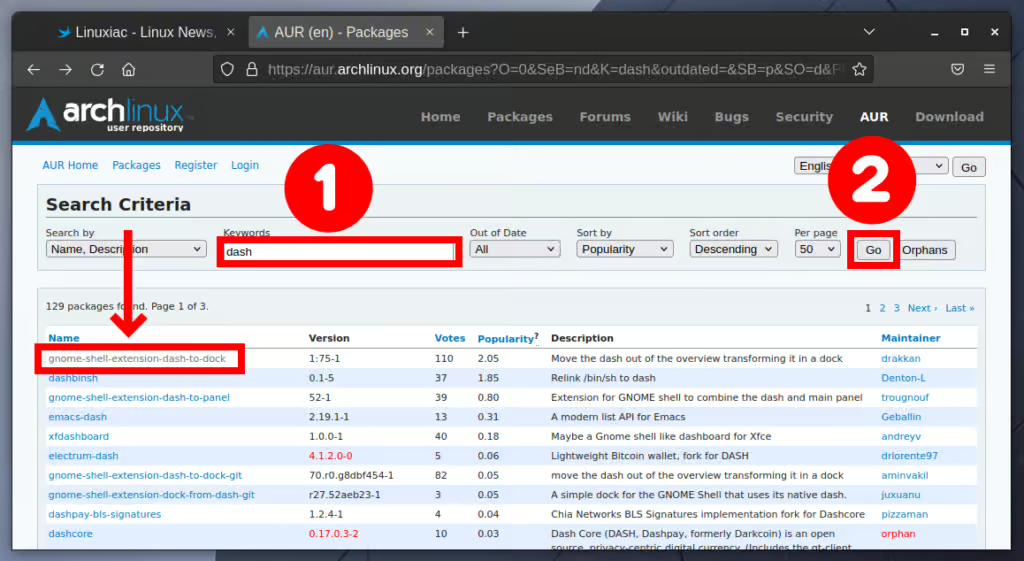 Linuxiac - Linux News, ×
AUR (en) - Packages ×
https://aur.archlinux.org/packages?O=0&SeB=nd&K=dash&outdated=&SB=p&SO=d&
archlinux
user repository
Home Packages Forums Wiki Bugs Security AUR Download
AUR Home Packages Register Login
Englis Go
1
2
Search Criteria
Search by Keywords Out of Date Sort by Sort order Per page
Name, Description dash All Popularity Descending 50 Go Orphans
129 packages found. Page 1 of 3. 1 2 3 Next › Last »
Name Version Votes Popularity? Description Maintainer
gnome-shell-extension-dash-to-dock 1:75-1 110 2.05 Move the dash out of the overview transforming it in a dock drakkan
dashbinsh 0.1-5 37 1.85 Relink /bin/sh to dash Denton-L
gnome-shell-extension-dash-to-panel 52-1 39 0.80 Extension for GNOME shell to combine the dash and main panel trougnouf
emacs-dash 2.19.1-1 13 0.31 A modern list API for Emacs Geballin
xfdashboard 1.0.0-1 40 0.18 Maybe a Gnome shell like dashboard for Xfce andreyv
electrum-dash 4.1.2.0-0 5 0.06 Lightweight Bitcoin wallet, fork for DASH drlorente97
gnome-shell-extension-dash-to-dock-git 70.r0.g8dbf454-1 82 0.05 move the dash out of the overview transforming it in a dock aminvakil
gnome-shell-extension-dock-from-dash-git r27.52aeb23-1 3 0.05 A simple dock for the GNOME Shell that uses its native dash. juxuanu
dashpay-bls-signatures 1.2.4-1 4 0.04 Chia Networks BLS Signatures implementation fork for Dashcore pizzaman
dashcore 0.17.0.3-2 10 0.03 Dash Core (DASH, Dashpay, formerly Darkcoin) is an open orphan
source, privacy-centric digital currency. (Includes the qt-client,